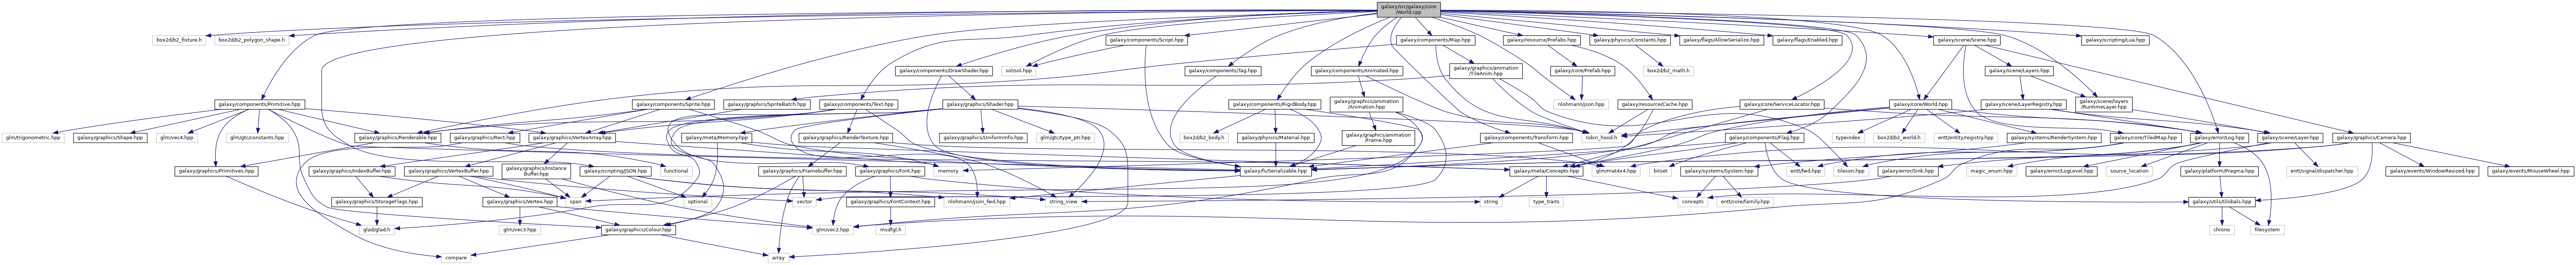 galaxy/src/galaxy/core
/World.cpp
box2d/b2_fixture.h
box2d/b2_polygon_shape.h
galaxy/components/Script.hpp
galaxy/components/Map.hpp
galaxy/resource/Prefabs.hpp
galaxy/physics/Constants.hpp
galaxy/flags/AllowSerialize.hpp
galaxy/flags/Enabled.hpp
galaxy/scene/Scene.hpp
galaxy/scripting/Lua.hpp
galaxy/components/DrawShader.hpp
sol/sol.hpp
galaxy/components/Tag.hpp
galaxy/components/Animated.hpp
galaxy/graphics/animation
/TileAnim.hpp
galaxy/core/Prefab.hpp
box2d/b2_math.h
galaxy/scene/Layers.hpp
galaxy/components/Primitive.hpp
galaxy/components/Sprite.hpp
galaxy/graphics/SpriteBatch.hpp
galaxy/components/Text.hpp
galaxy/graphics/Shader.hpp
galaxy/components/RigidBody.hpp
galaxy/graphics/animation
/Animation.hpp
nlohmann/json.hpp
galaxy/resource/Cache.hpp
galaxy/core/ServiceLocator.hpp
galaxy/core/World.hpp
galaxy/scene/LayerRegistry.hpp
galaxy/scene/layers
/RuntimeLayer.hpp
glm/trigonometric.hpp
galaxy/graphics/Shape.hpp
glm/vec4.hpp
glm/gtc/constants.hpp
galaxy/graphics/Renderable.hpp
galaxy/graphics/Rect.hpp
galaxy/graphics/VertexArray.hpp
galaxy/meta/Memory.hpp
galaxy/graphics/RenderTexture.hpp
galaxy/graphics/UniformInfo.hpp
glm/gtc/type_ptr.hpp
box2d/b2_body.h
galaxy/physics/Material.hpp
galaxy/graphics/animation
/Frame.hpp
galaxy/components/Transform.hpp
robin_hood.h
galaxy/components/Flag.hpp
typeindex
box2d/b2_world.h
entt/entity/registry.hpp
galaxy/systems/RenderSystem.hpp
galaxy/core/TiledMap.hpp
galaxy/error/Log.hpp
galaxy/scene/Layer.hpp
galaxy/graphics/Camera.hpp
galaxy/graphics/Primitives.hpp
galaxy/graphics/IndexBuffer.hpp
galaxy/graphics/VertexBuffer.hpp
galaxy/graphics/Instance
Buffer.hpp
galaxy/scripting/JSON.hpp
functional
galaxy/graphics/Framebuffer.hpp
galaxy/graphics/Font.hpp
memory
galaxy/fs/Serializable.hpp
galaxy/meta/Concepts.hpp
glm/mat4x4.hpp
bitset
galaxy/systems/System.hpp
entt/fwd.hpp
tileson.hpp
galaxy/error/Sink.hpp
magic_enum.hpp
galaxy/error/LogLevel.hpp
source_location
galaxy/platform/Pragma.hpp
entt/signal/dispatcher.hpp
galaxy/events/WindowResized.hpp
galaxy/events/MouseWheel.hpp
galaxy/graphics/StorageFlags.hpp
galaxy/graphics/Vertex.hpp
span
optional
vector
galaxy/graphics/FontContext.hpp
nlohmann/json_fwd.hpp
string_view
string
type_traits
concepts
entt/core/family.hpp
galaxy/utils/Globals.hpp
glad/glad.h
glm/vec3.hpp
galaxy/graphics/Colour.hpp
glm/vec2.hpp
msdfgl.h
chrono
filesystem
compare
array